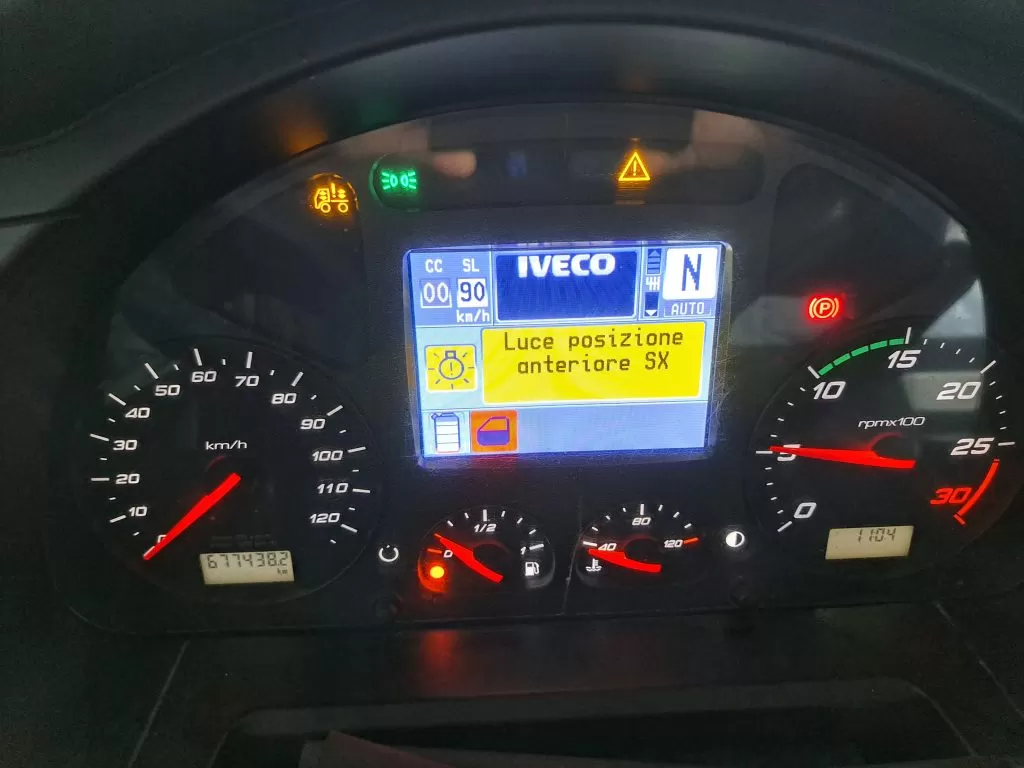 CC SL
00 90
km/h
IVECO
N
AUTO
Luce posizione
anteriore SX
P
0 10 20 30 40 50 60 70 80 90 100 110 120
km/h
677438.2
km
0 1/2 1
40 80 120
0 5 10 15 20 25 30
rpmx100
1104